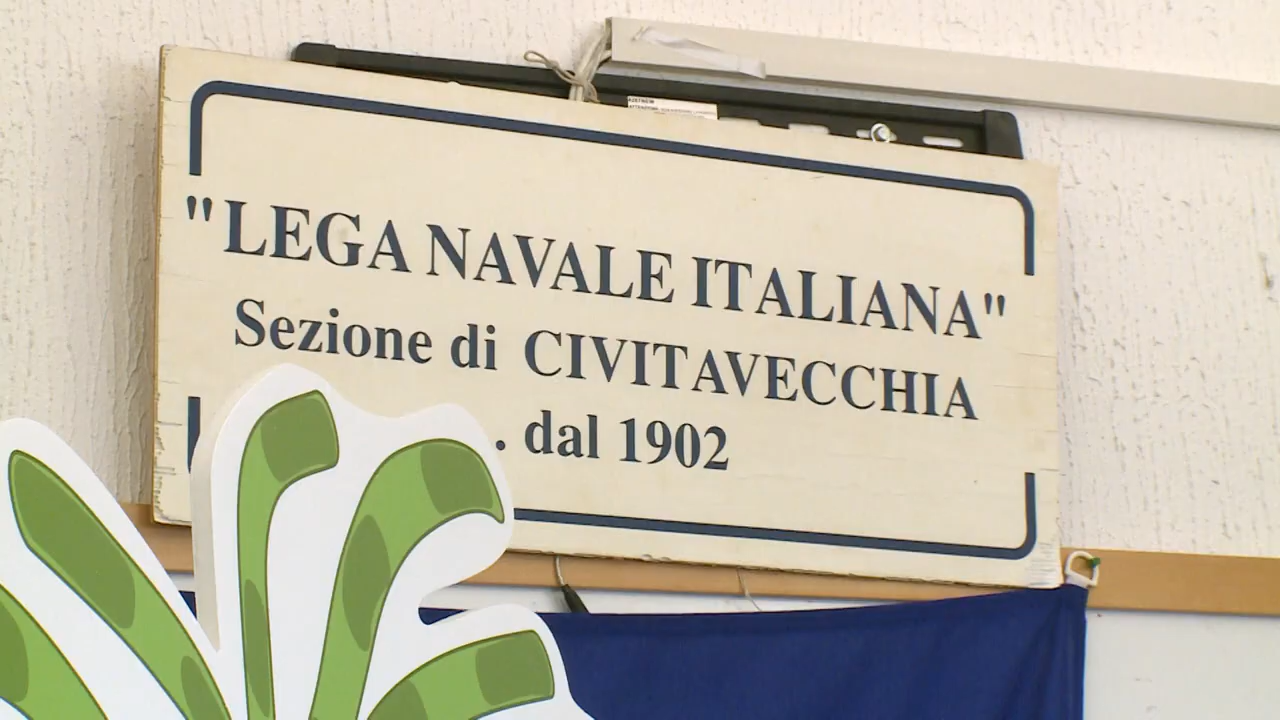 "LEGA NAVALE ITALIANA"
Sezione di CIVITAVECCHIA
. dal 1902